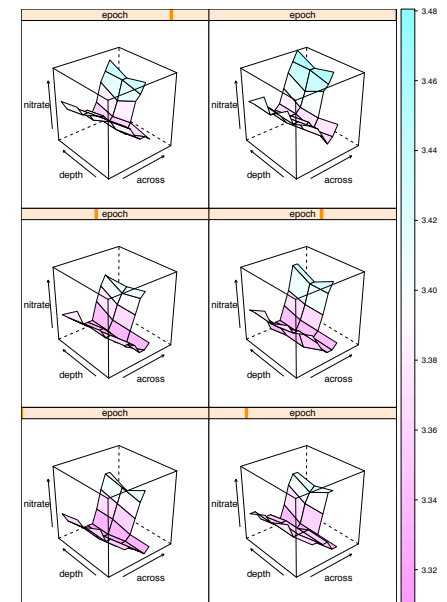 epoch
epoch
nitrate
depth
across
nitrate
depth
across
epoch
epoch
nitrate
depth
across
nitrate
depth
across
epoch
epoch
nitrate
depth
across
nitrate
depth
across
3.48
3.46
3.44
3.42
3.40
3.38
3.36
3.34
3.32